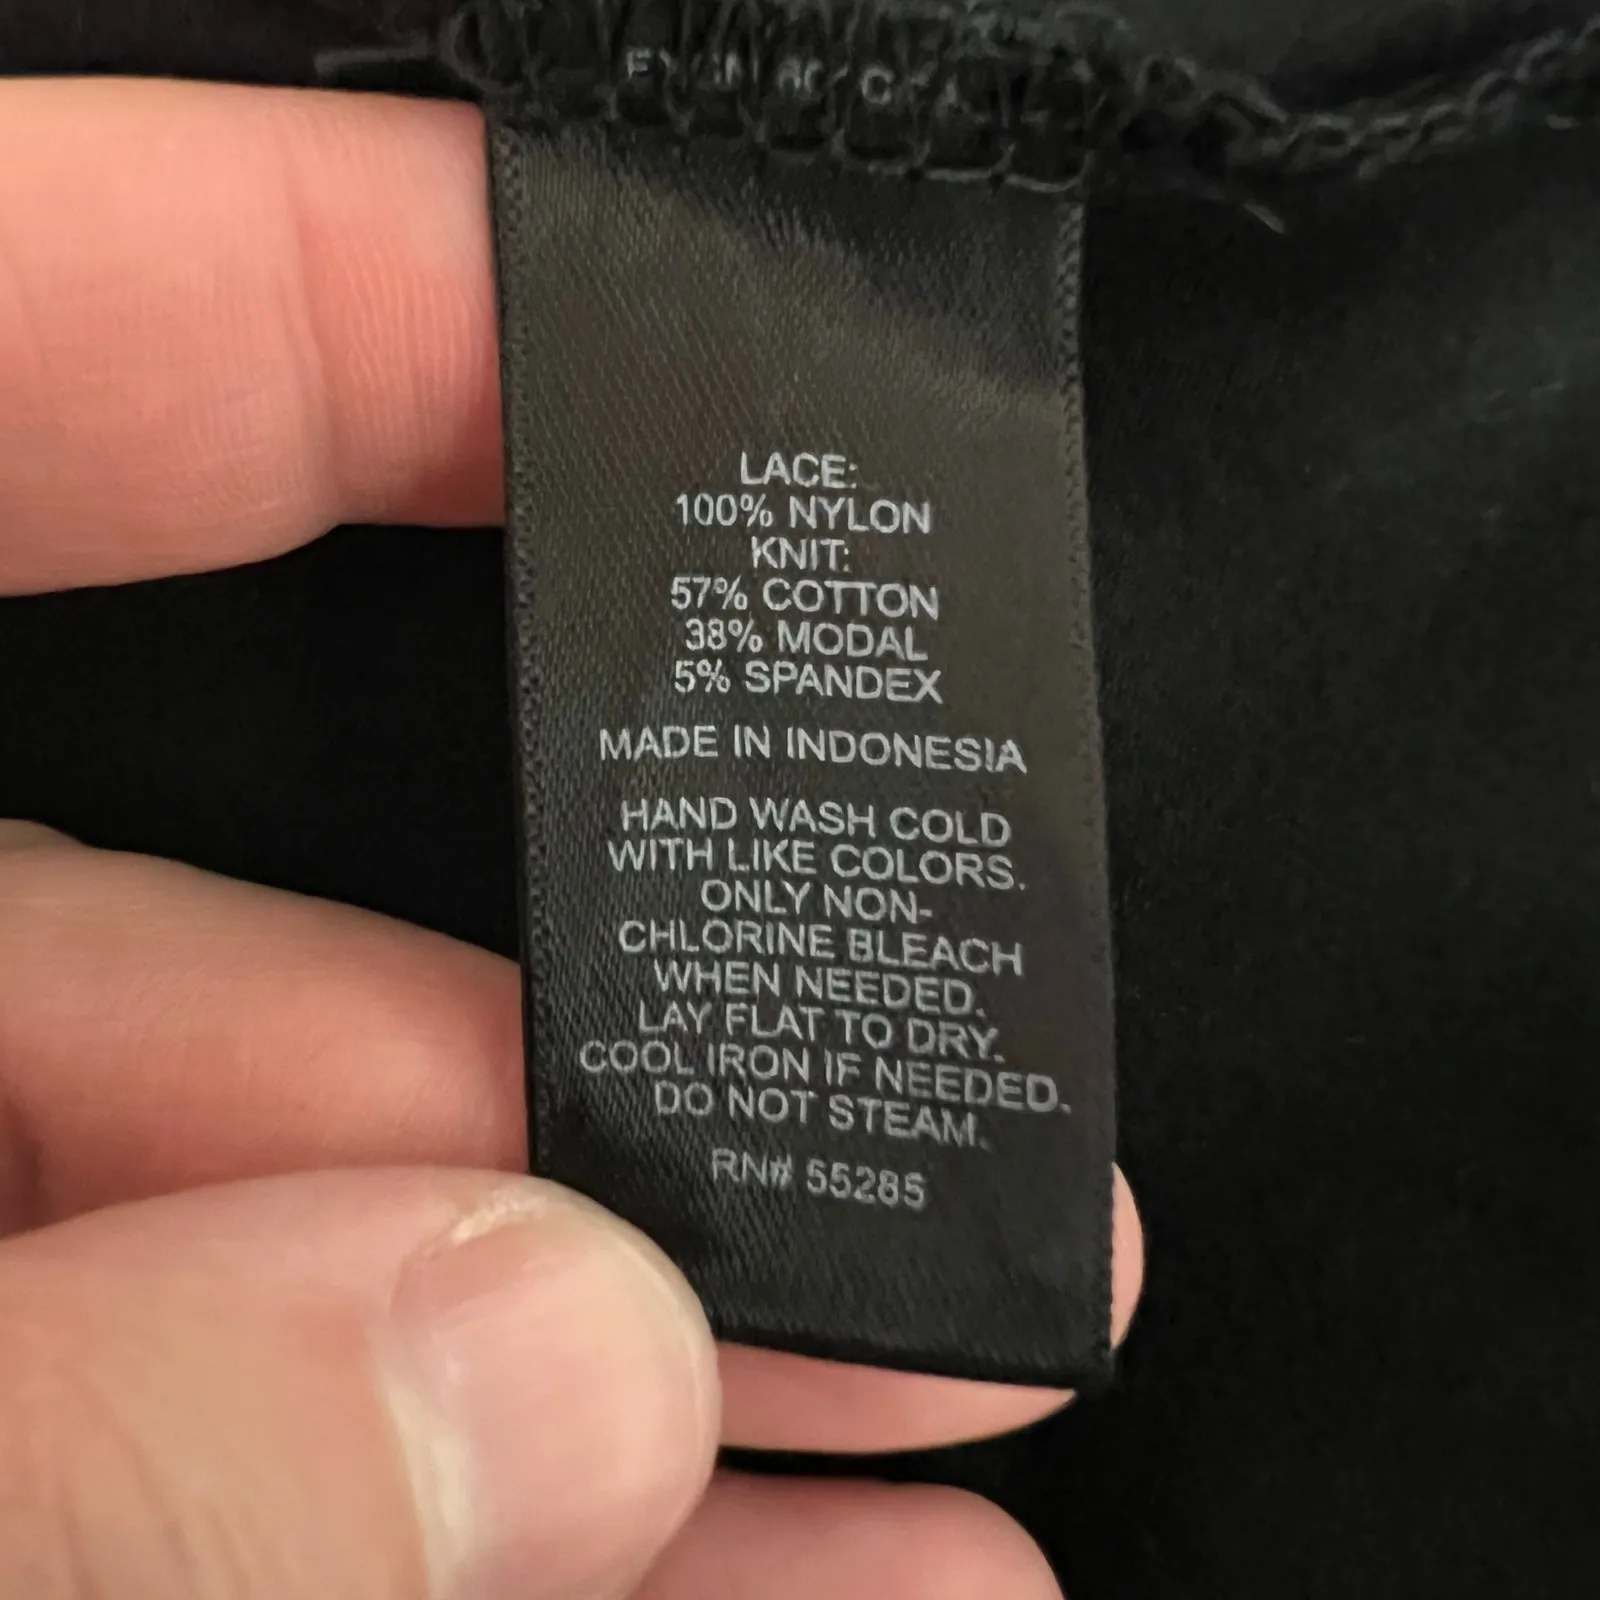 LACE:
100% NYLON
KNIT:
57% COTTON
38% MODAL
5% SPANDEX
MADE IN INDONESIA
HAND WASH COLD
WITH LIKE COLORS.
ONLY NON-
CHLORINE BLEACH
WHEN NEEDED.
LAY FLAT TO DRY.
COOL IRON IF NEEDED.
DO NOT STEAM.
RN# 55285